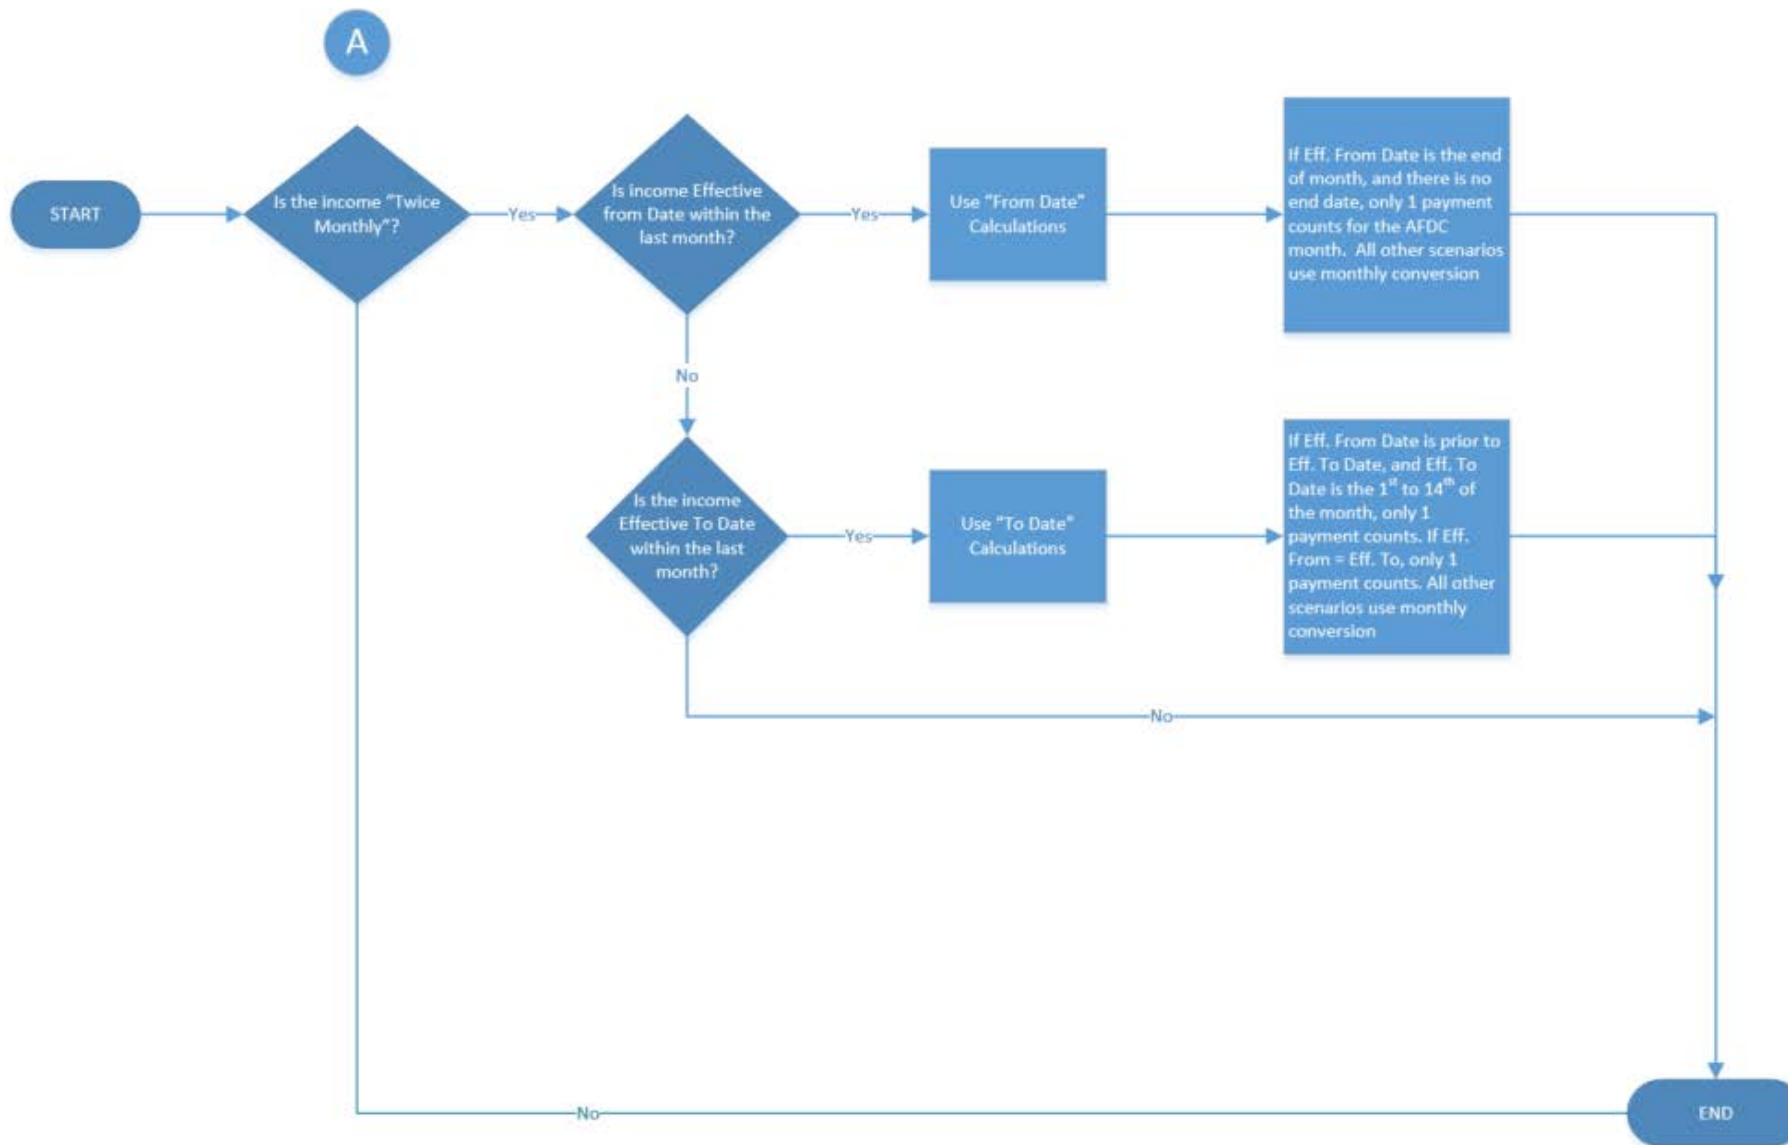 A
START
Is the income "Twice
Monthly"?
Yes
Is income Effective
from Date within the
last month?
Yes
Use "From Date"
Calculations
If Eff. From Date is the end
of month, and there is no
end date, only 1 payment
counts for the AFDC
month. All other scenarios
use monthly conversion
No
Is the income
Effective To Date
within the last
month?
Yes
Use "To Date"
Calculations
If Eff. From Date is prior to
Eff. To Date, and Eff. To
Date is the 1st to 14th of
the month, only 1
payment counts. If Eff.
From = Eff. To, only 1
payment counts. All other
scenarios use monthly
conversion
No
No
END